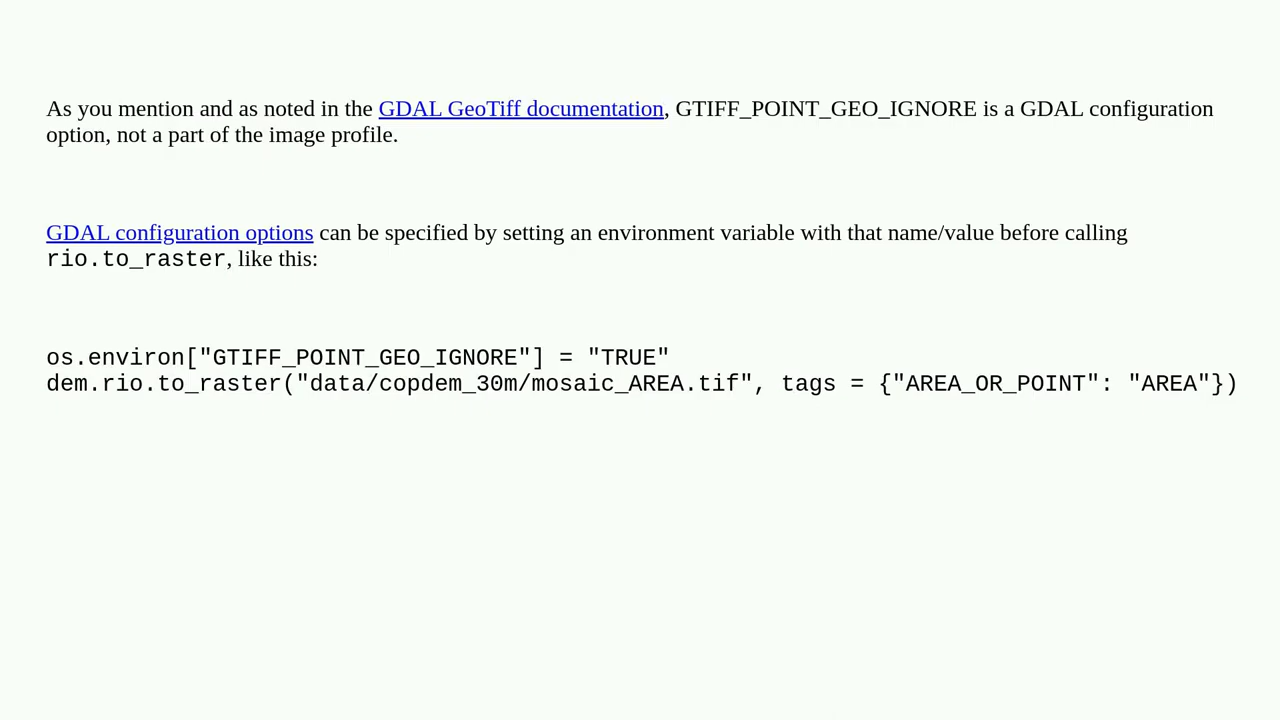 As you mention and as noted in the GDAL GeoTiff documentation, GTIFF_POINT_GEO_IGNORE is a GDAL configuration
option, not a part of the image profile.
GDAL configuration options can be specified by setting an environment variable with that name/value before calling
rio.to_raster, like this:
os.environ["GTIFF_POINT_GEO_IGNORE"] = "TRUE"
dem.rio.to_raster("data/copdem_30m/mosaic_AREA.tif", tags = {"AREA_OR_POINT": "AREA"})